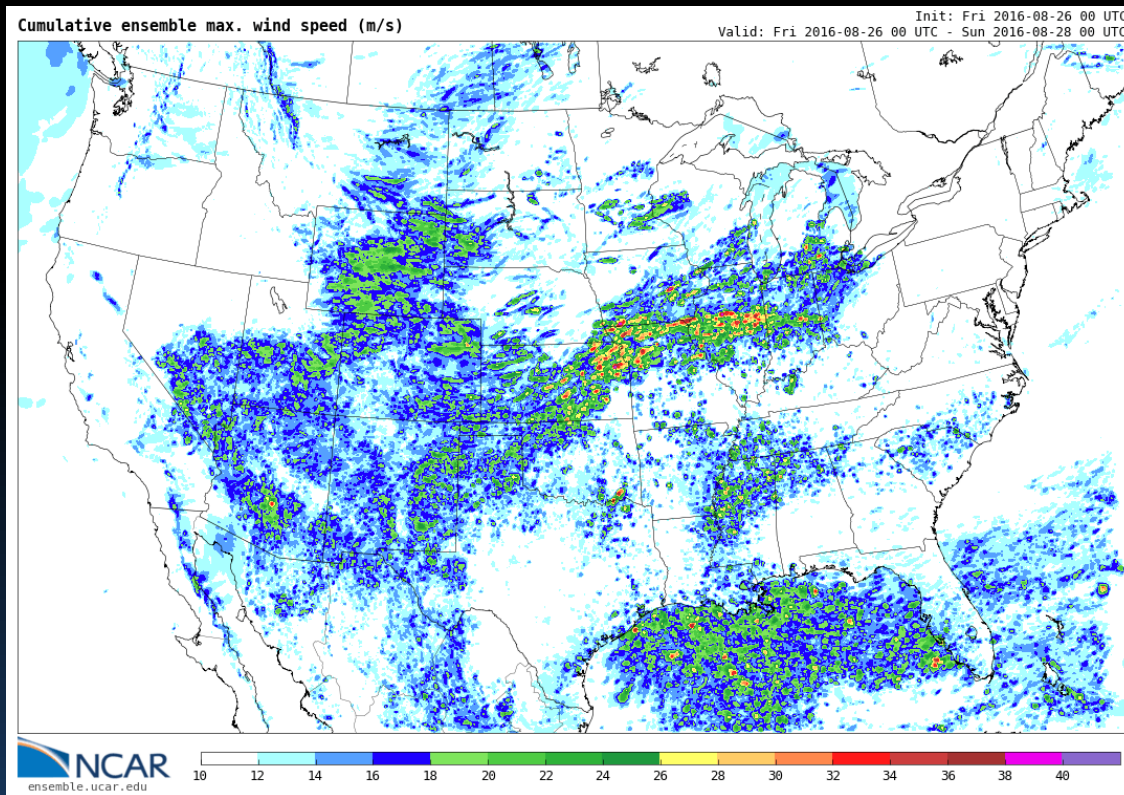 Cumulative ensemble max. wind speed (m/s)
Init: Fri 2016-08-26 00 UTC
Valid: Fri 2016-08-26 00 UTC - Sun 2016-08-28 00 UTC
NCAR
ensemble.ucar.edu
10 12 14 16 18 20 22 24 26 28 30 32 34 36 38 40